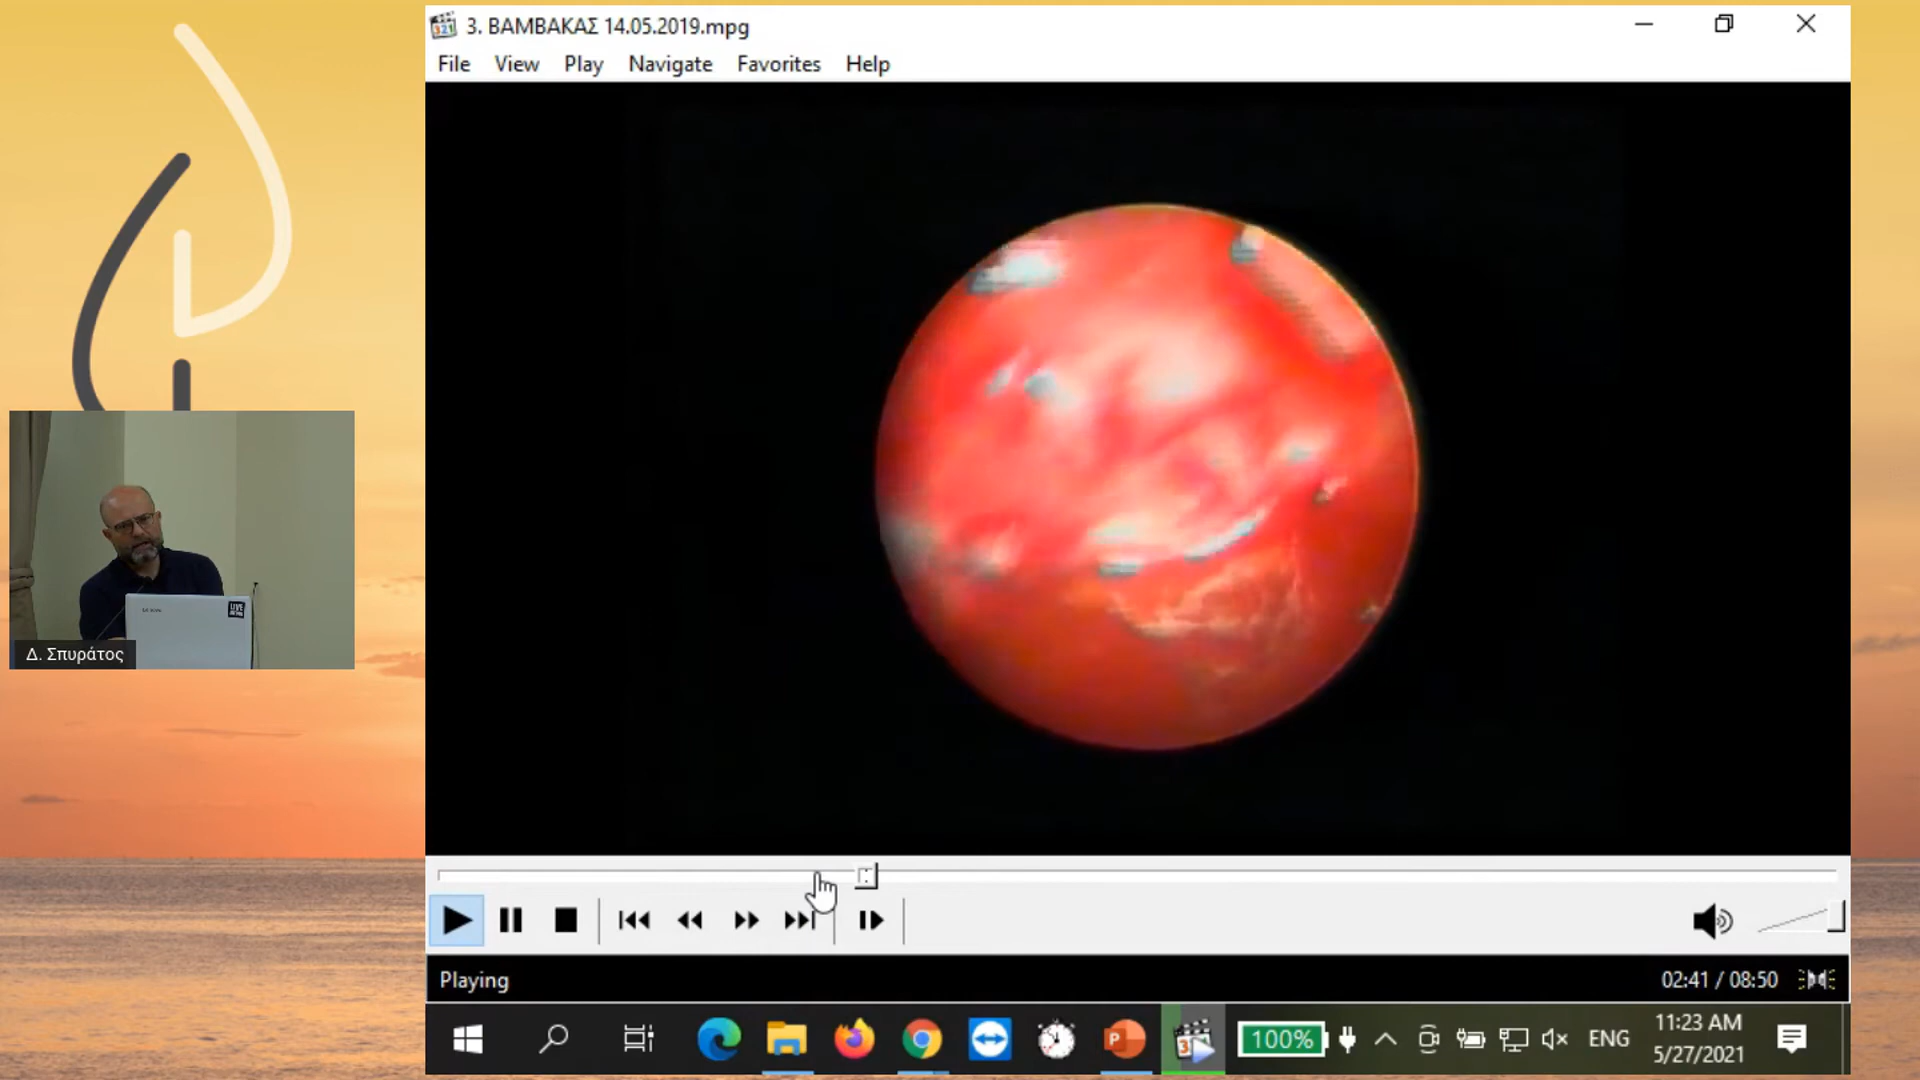 3. ΒΑΜΒΑΚΑΣ 14.05.2019.mpg
File View Play Navigate Favorites Help
Δ. Σπυράτος
Playing
02:41 / 08:50
100%
ENG
11:23 AM
5/27/2021